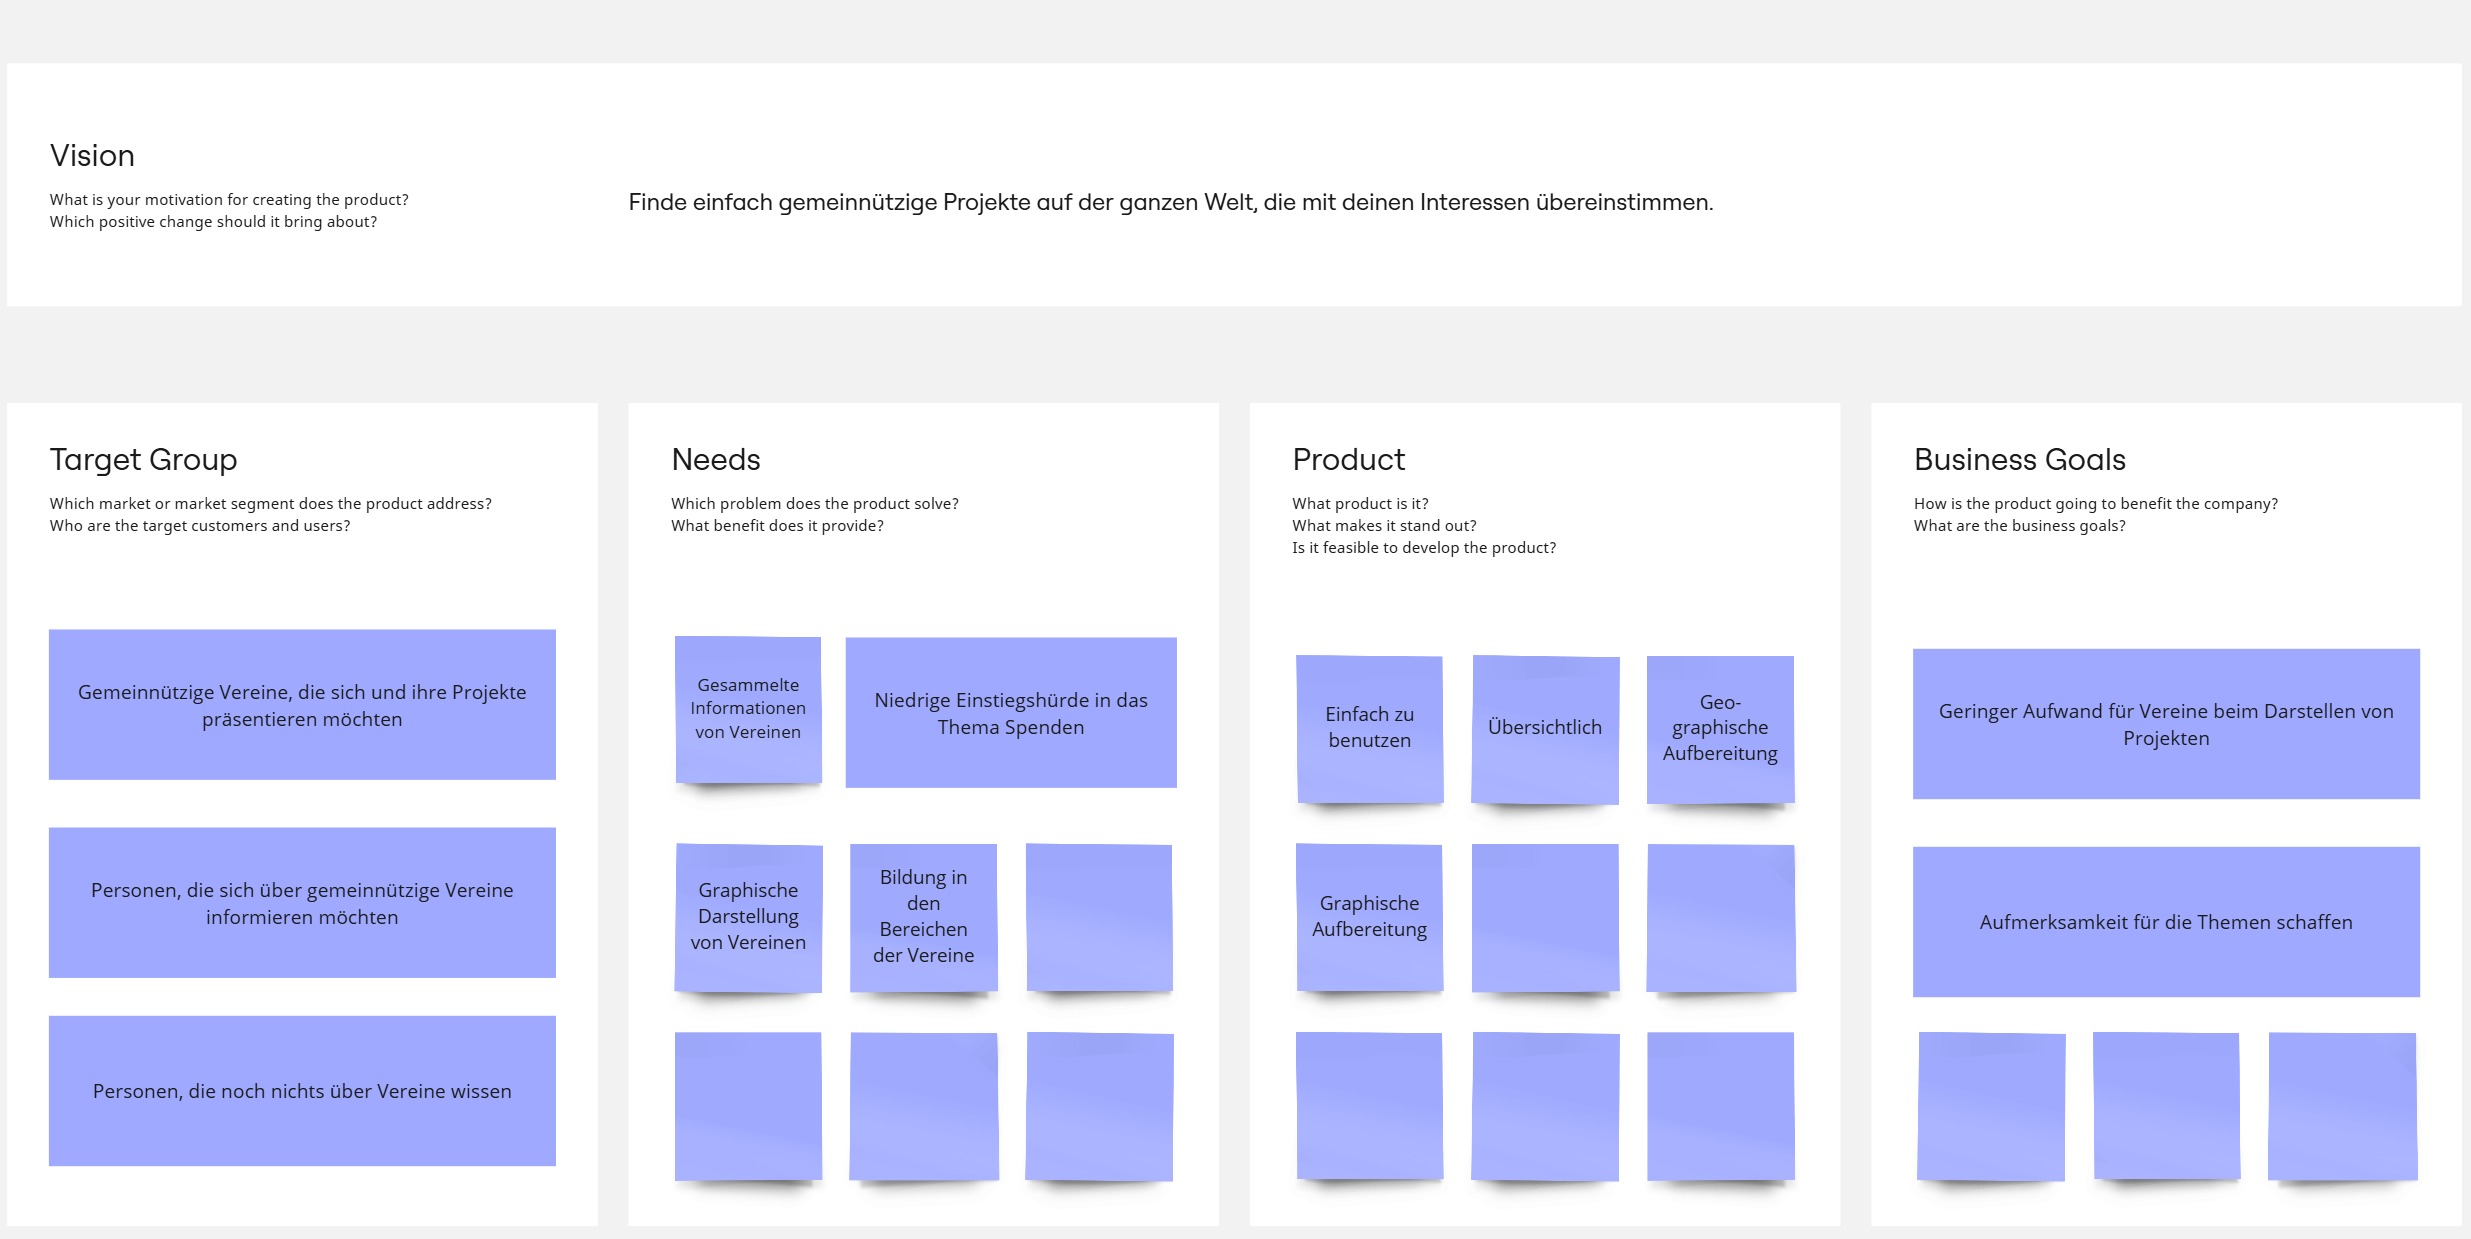 Vision
What is your motivation for creating the product?
Which positive change should it bring about?
Finde einfach gemeinnützige Projekte auf der ganzen Welt, die mit deinen Interessen übereinstimmen.
Target Group
Which market or market segment does the product address?
Who are the target customers and users?
Gemeinnützige Vereine, die sich und ihre Projekte
präsentieren möchten
Personen, die sich über gemeinnützige Vereine
informieren möchten
Personen, die noch nichts über Vereine wissen
Needs
Which problem does the product solve?
What benefit does it provide?
Gesammelte
Informationen
von Vereinen
Niedrige Einstiegshürde in das
Thema Spenden
Graphische
Darstellung
von Vereinen
Bildung in
den
Bereichen
der Vereine
Product
What product is it?
What makes it stand out?
Is it feasible to develop the product?
Einfach zu
benutzen
Übersichtlich
Geo-
graphische
Aufbereitung
Graphische
Aufbereitung
Business Goals
How is the product going to benefit the company?
What are the business goals?
Geringer Aufwand für Vereine beim Darstellen von
Projekten
Aufmerksamkeit für die Themen schaffen